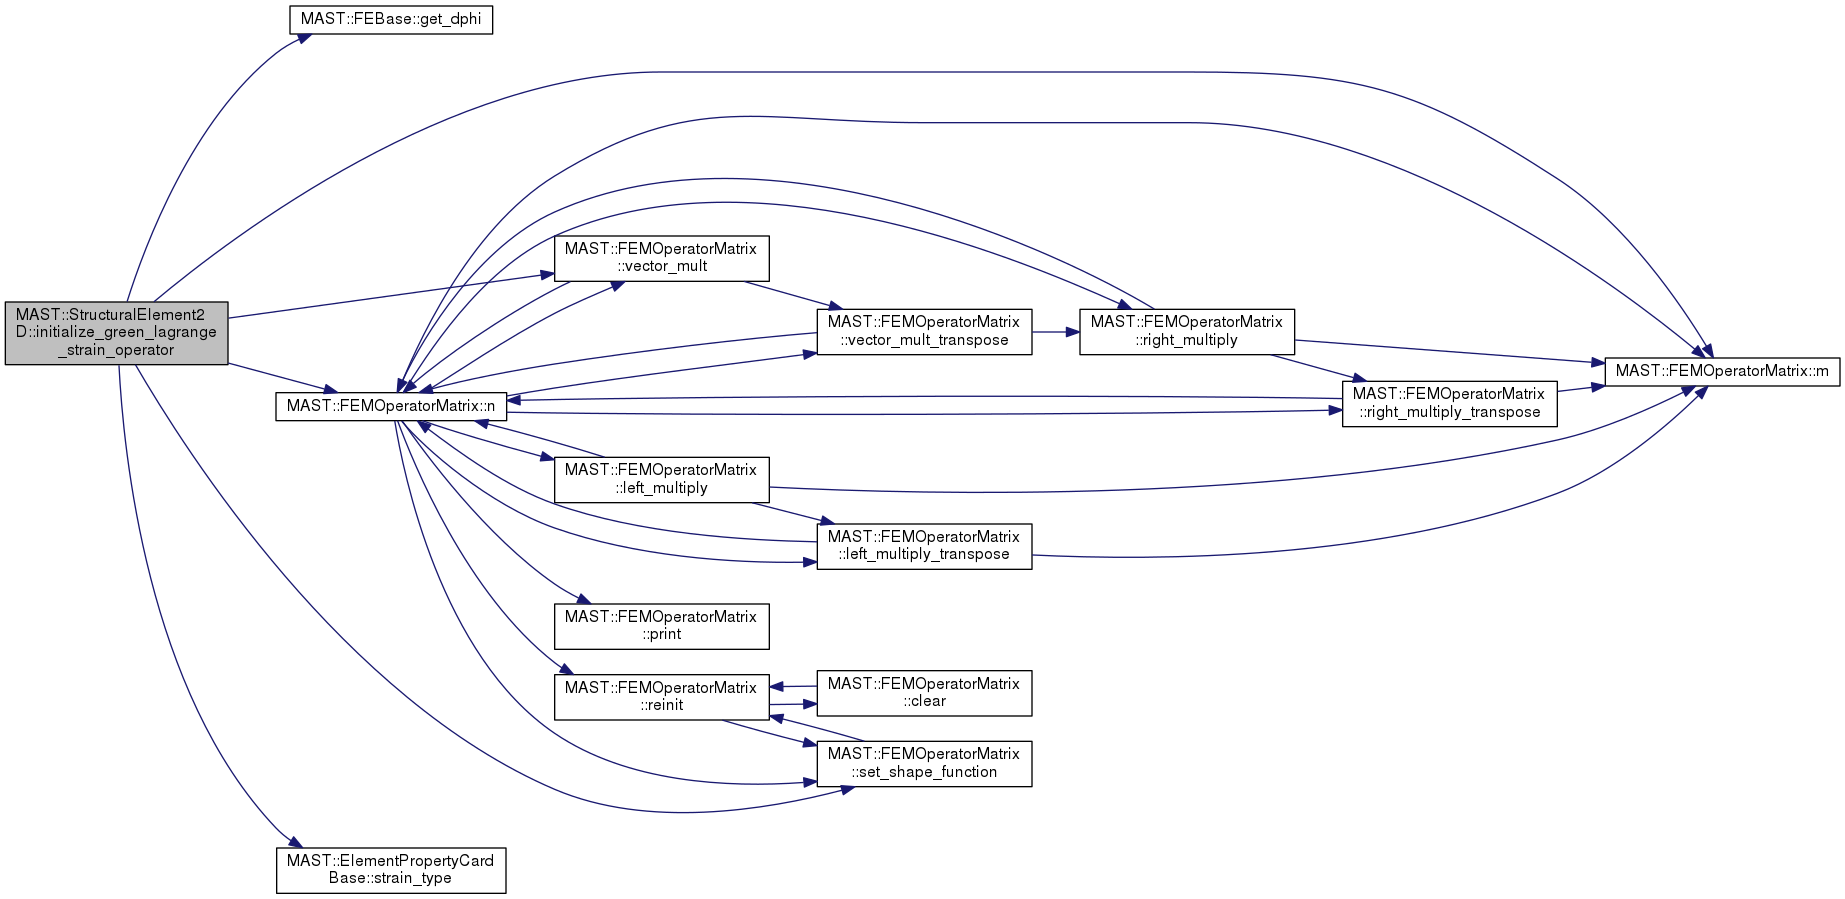 MAST::FEBase::get_dphi
MAST::FEMOperatorMatrix
::vector_mult
MAST::StructuralElement2
D::initialize_green_lagrange
_strain_operator
MAST::FEMOperatorMatrix
::vector_mult_transpose
MAST::FEMOperatorMatrix
::right_multiply
MAST::FEMOperatorMatrix::m
MAST::FEMOperatorMatrix
::right_multiply_transpose
MAST::FEMOperatorMatrix::n
MAST::FEMOperatorMatrix
::left_multiply
MAST::FEMOperatorMatrix
::left_multiply_transpose
MAST::FEMOperatorMatrix
::print
MAST::FEMOperatorMatrix
::reinit
MAST::FEMOperatorMatrix
::clear
MAST::FEMOperatorMatrix
::set_shape_function
MAST::ElementPropertyCard
Base::strain_type